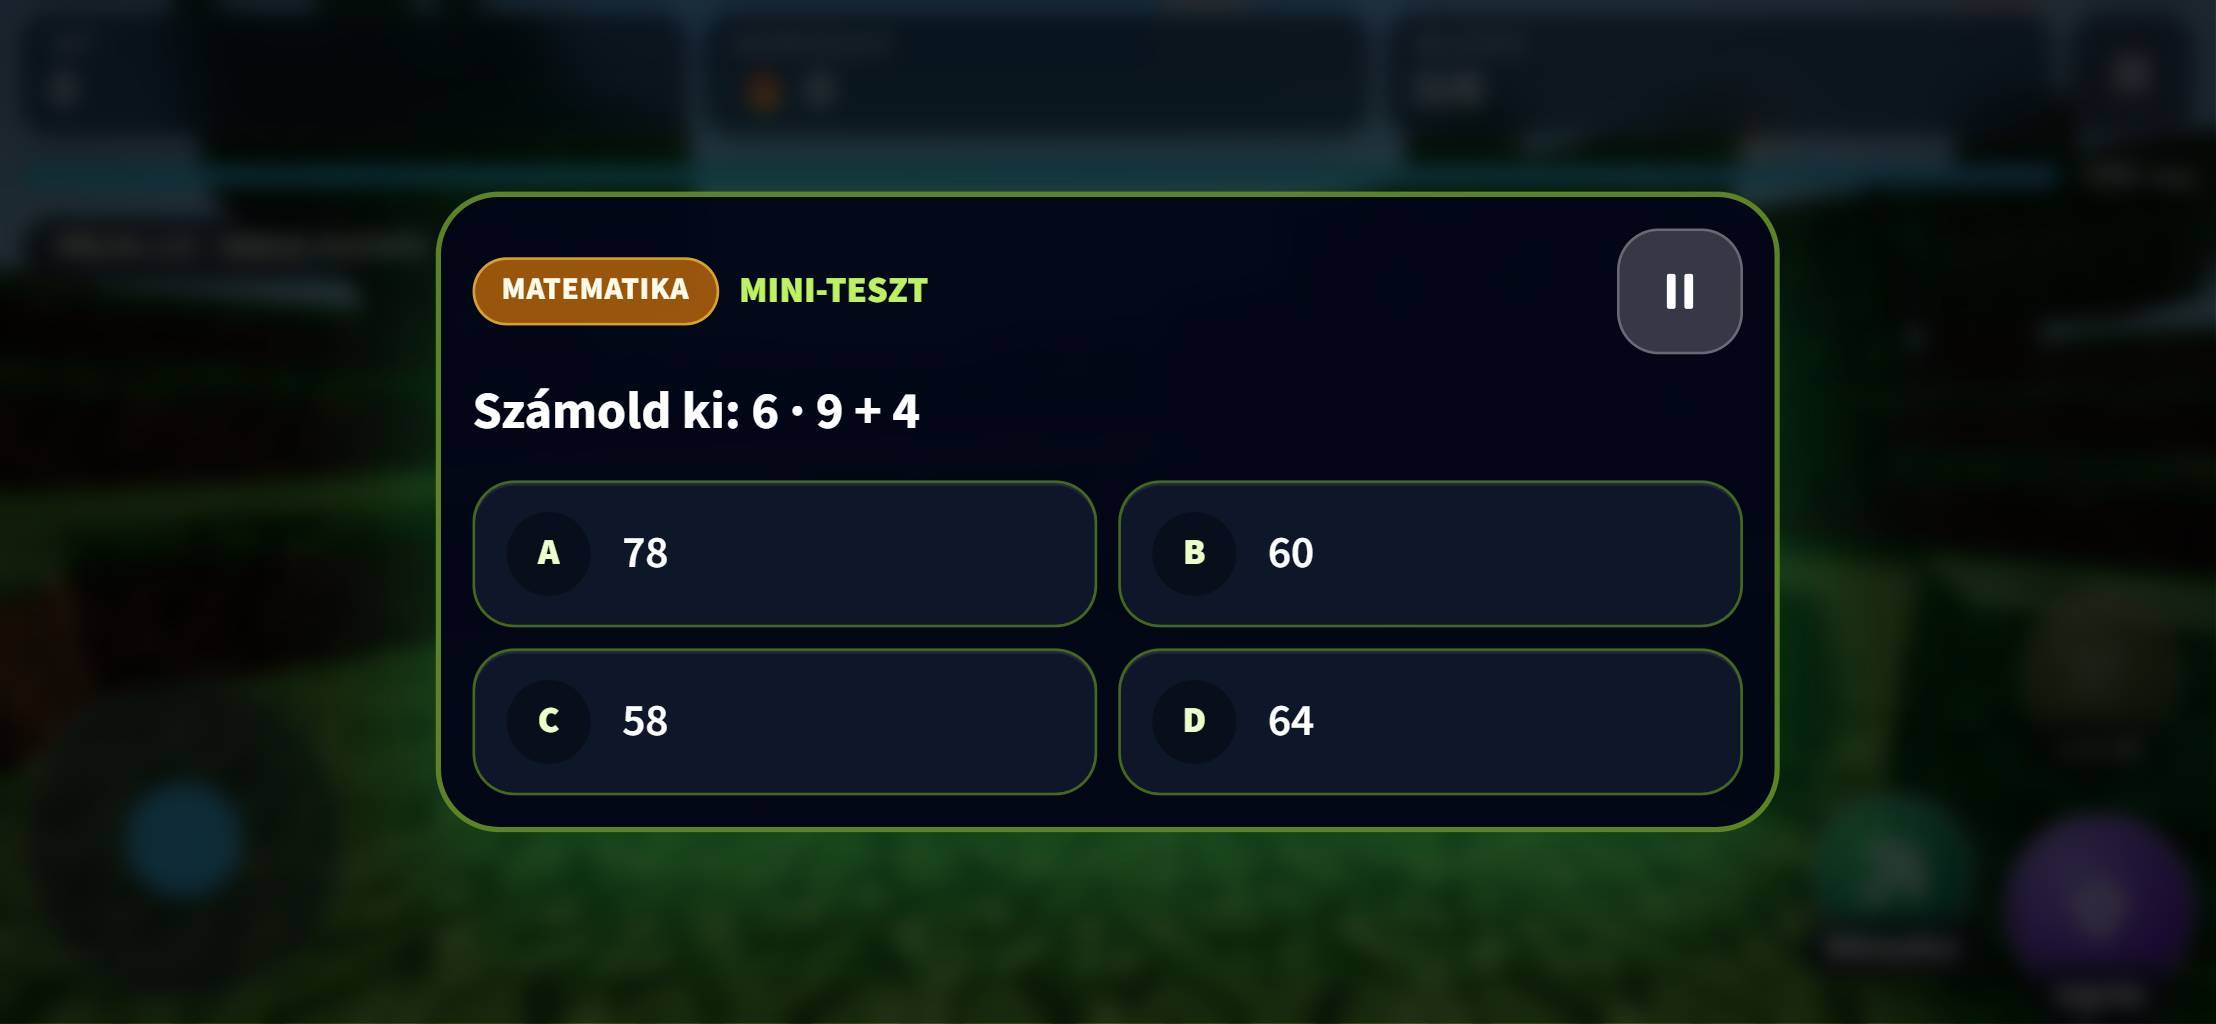 MATEMATIKA MINI-TESZT
Számold ki: 6 · 9 + 4
A 78
B 60
C 58
D 64